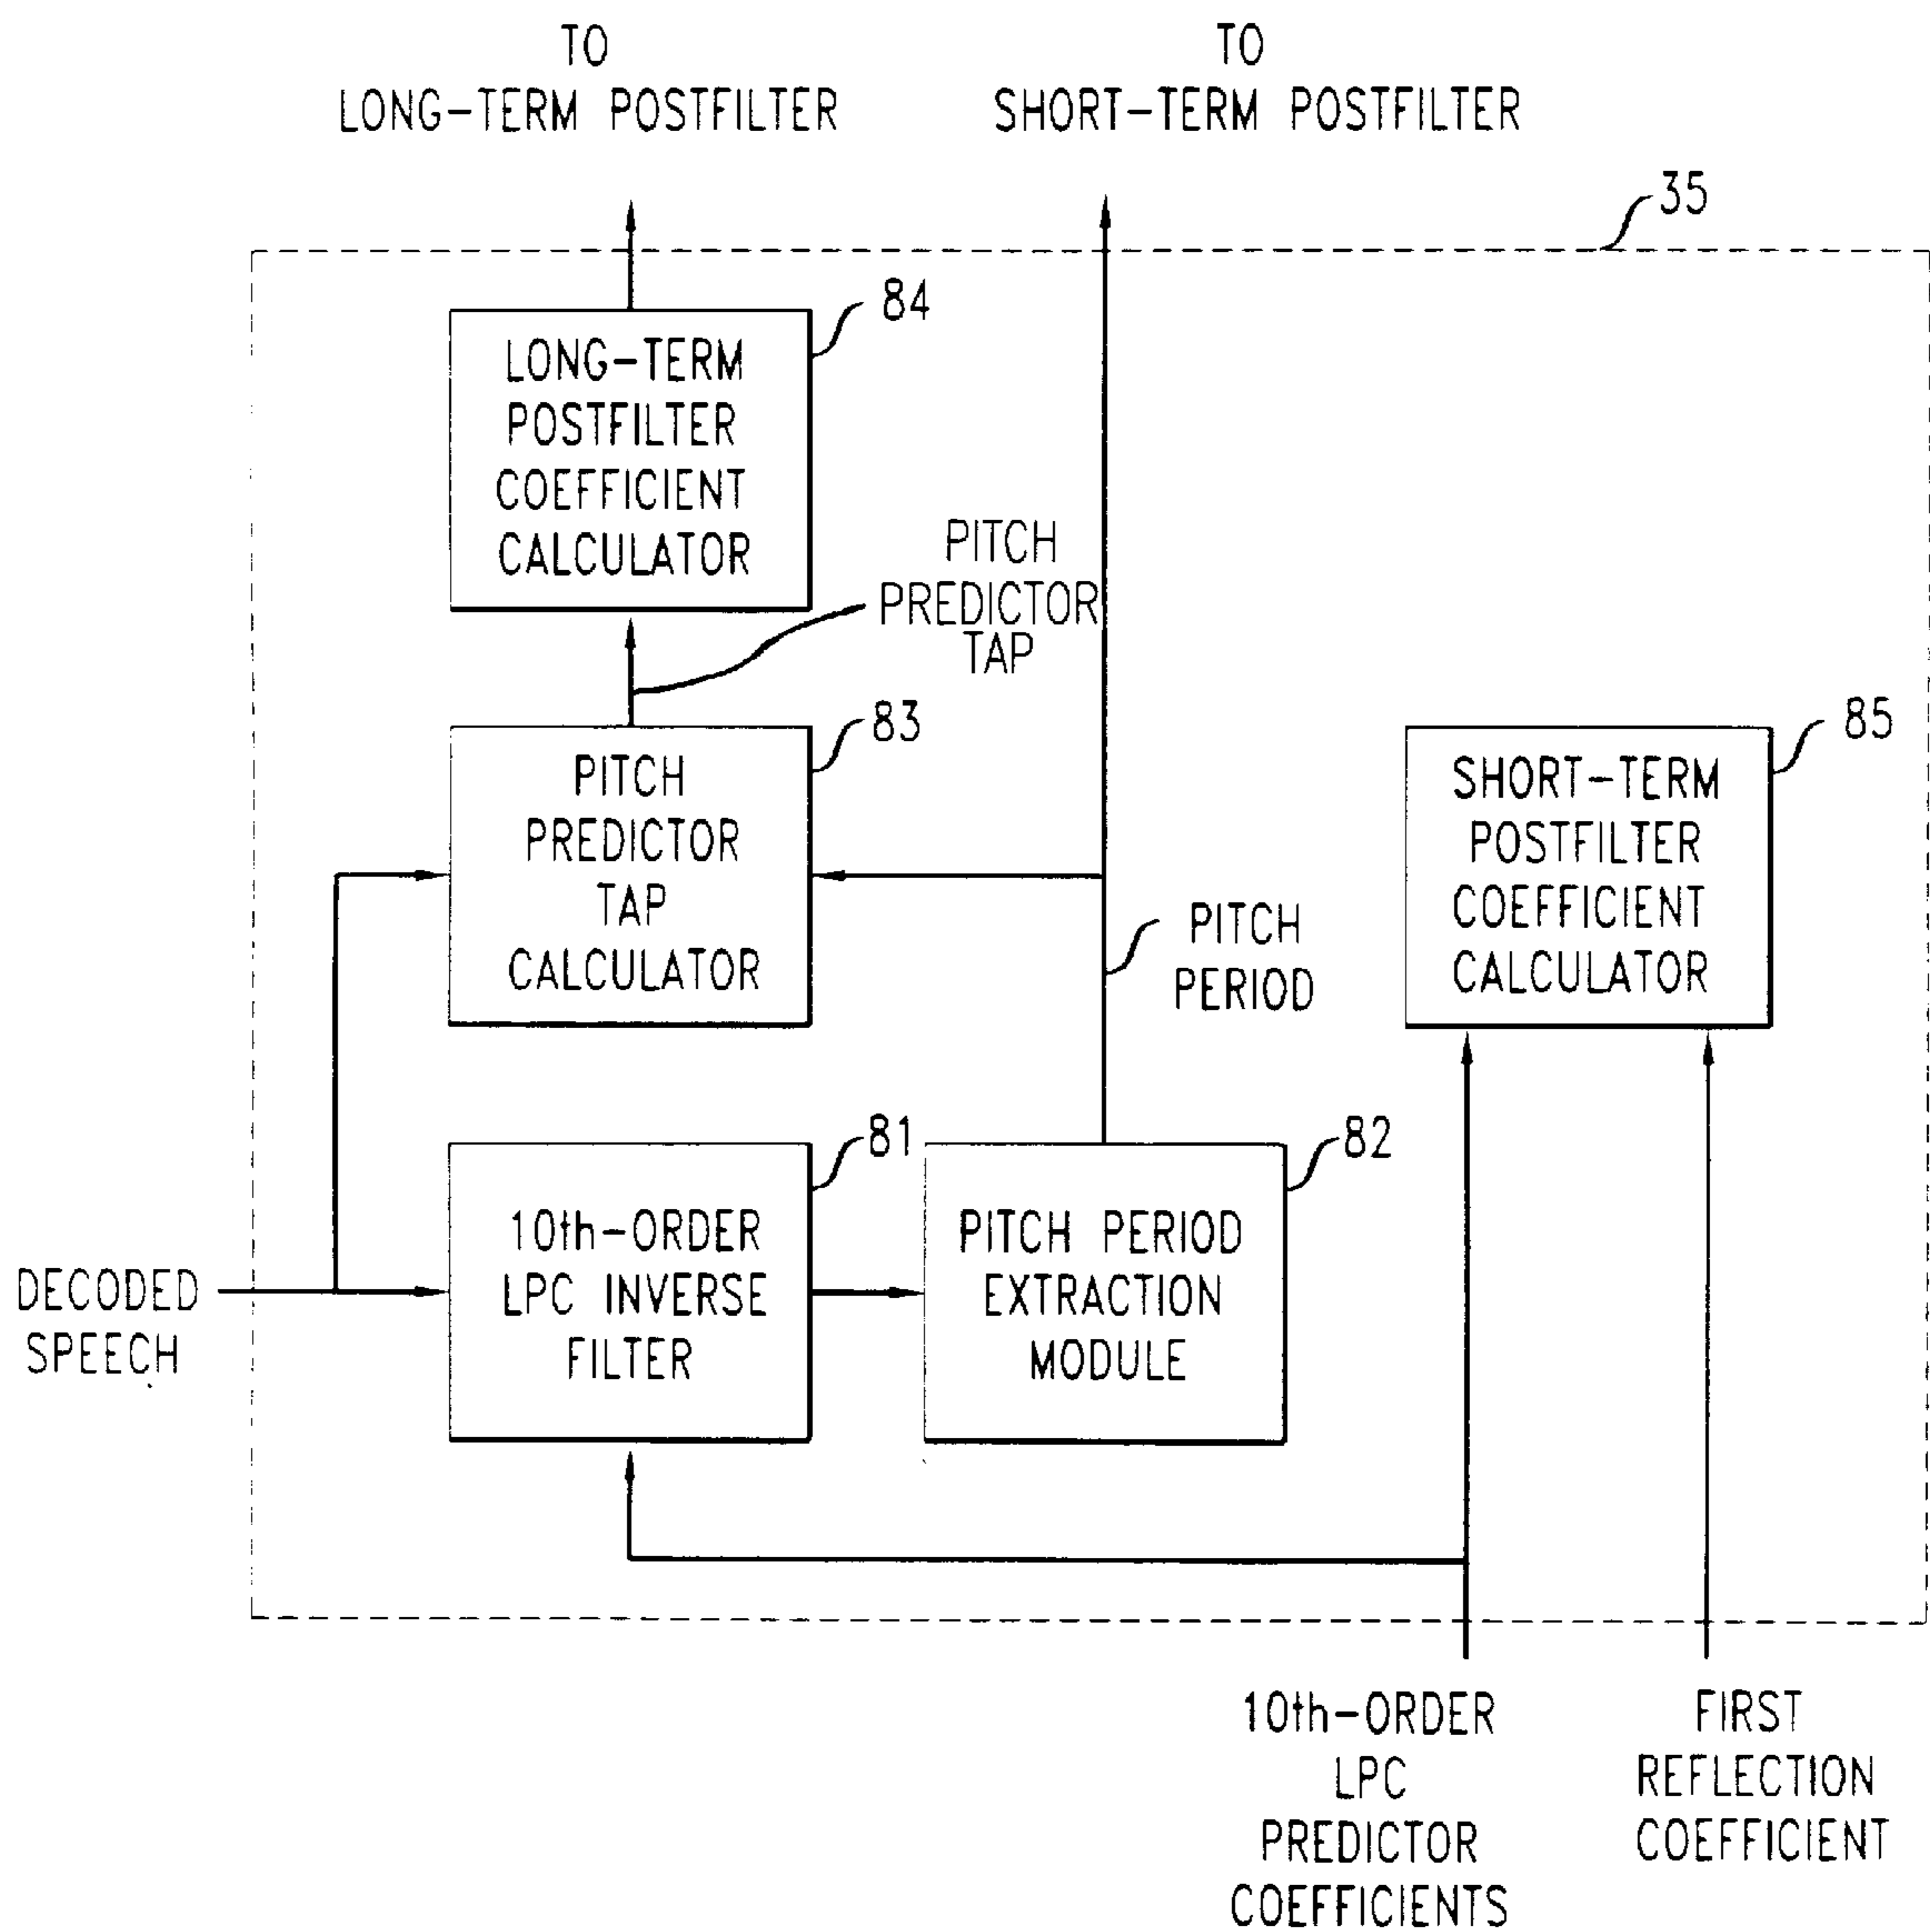 TO
LONG-TERM POSTFILTER
TO
SHORT-TERM POSTFILTER
35
84
LONG-TERM
POSTFILTER
COEFFICIENT
CALCULATOR
PITCH
PREDICTOR
TAP
83
PITCH
PREDICTOR
TAP
CALCULATOR
85
SHORT-TERM
POSTFILTER
COEFFICIENT
CALCULATOR
PITCH
PERIOD
81
10th-ORDER
LPC INVERSE
FILTER
82
PITCH PERIOD
EXTRACTION
MODULE
DECODED
SPEECH
10th-ORDER
LPC
PREDICTOR
COEFFICIENTS
FIRST
REFLECTION
COEFFICIENT